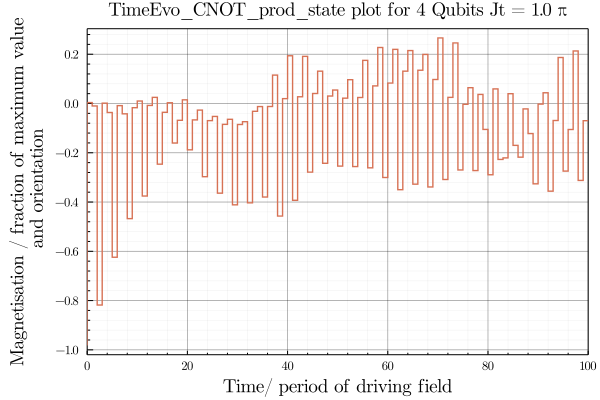 TimeEvo_CNOT_prod_state plot for 4 Qubits Jt = 1.0 π
Magnetisation / fraction of maximum value
and orientation
0.2
0.0
−0.2
−0.4
−0.6
−0.8
−1.0
0 20 40 60 80 100
Time/ period of driving field